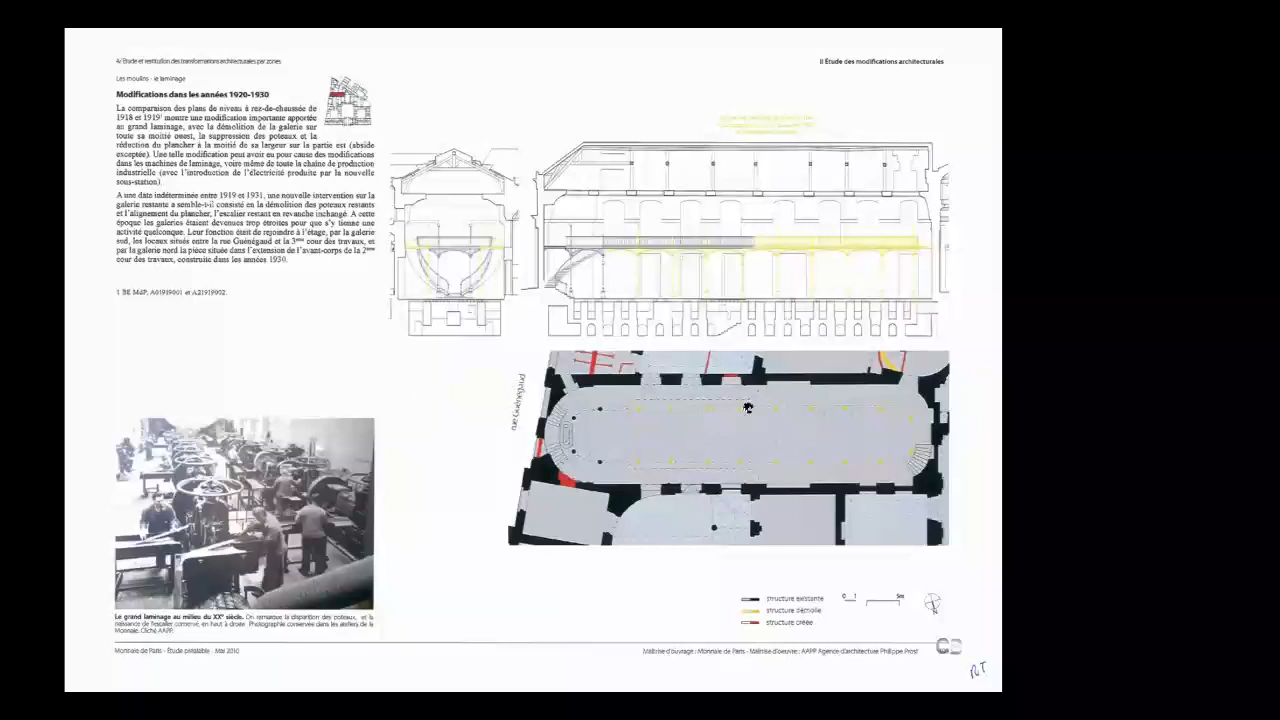 4/ Étude et restitution des transformations architecturales par zones
II Étude des modifications architecturales
Les moulins - le laminage
Modifications dans les années 1920-1930
La comparaison des plans de niveau à rez-de-chaussée de
1918 et 1919¹ montre une modification importante apportée
au grand laminage, avec la démolition de la galerie sur
toute sa moitié ouest, la suppression des poteaux et la
réduction du plancher à la moitié de sa largeur sur la partie est (abside
exceptée). Une telle modification peut avoir eu pour cause des modifications
dans les machines de laminage, voire même de toute la chaîne de production
industrielle (avec l'introduction de l'électricité produite par la nouvelle
sous-station).
A une date indéterminée entre 1919 et 1931, une nouvelle intervention sur la
galerie restante a semble-t-il consisté en la démolition des poteaux restants
et l'alignement du plancher, l'escalier restant en revanche inchangé. A cette
époque les galeries étaient devenues trop étroites pour que s'y tienne une
activité quelconque. Leur fonction était de rejoindre à l'étage, par la galerie
sud, les locaux situés entre la rue Guénégaud et la 3ème cour des travaux, et
par la galerie nord la pièce située dans l'extension de l'avant-corps de la 2ème
cour des travaux, construite dans les années 1930.
1 BE MdP, A01919001 et A21919002.
rue Guénégaud
Le grand laminage au milieu du XXe siècle. On remarque la disparition des poteaux, et la
naissance de l'escalier conservé, en haut à droite. Photographie conservée dans les ateliers de la
Monnaie. Cliché AAPP.
structure existante
structure démolie
structure créée
0 1 5m
Monnaie de Paris - Étude préalable - Mai 2010
Maîtrise d'ouvrage : Monnaie de Paris - Maîtrise d'oeuvre : AAPP Agence d'architecture Philippe Prost